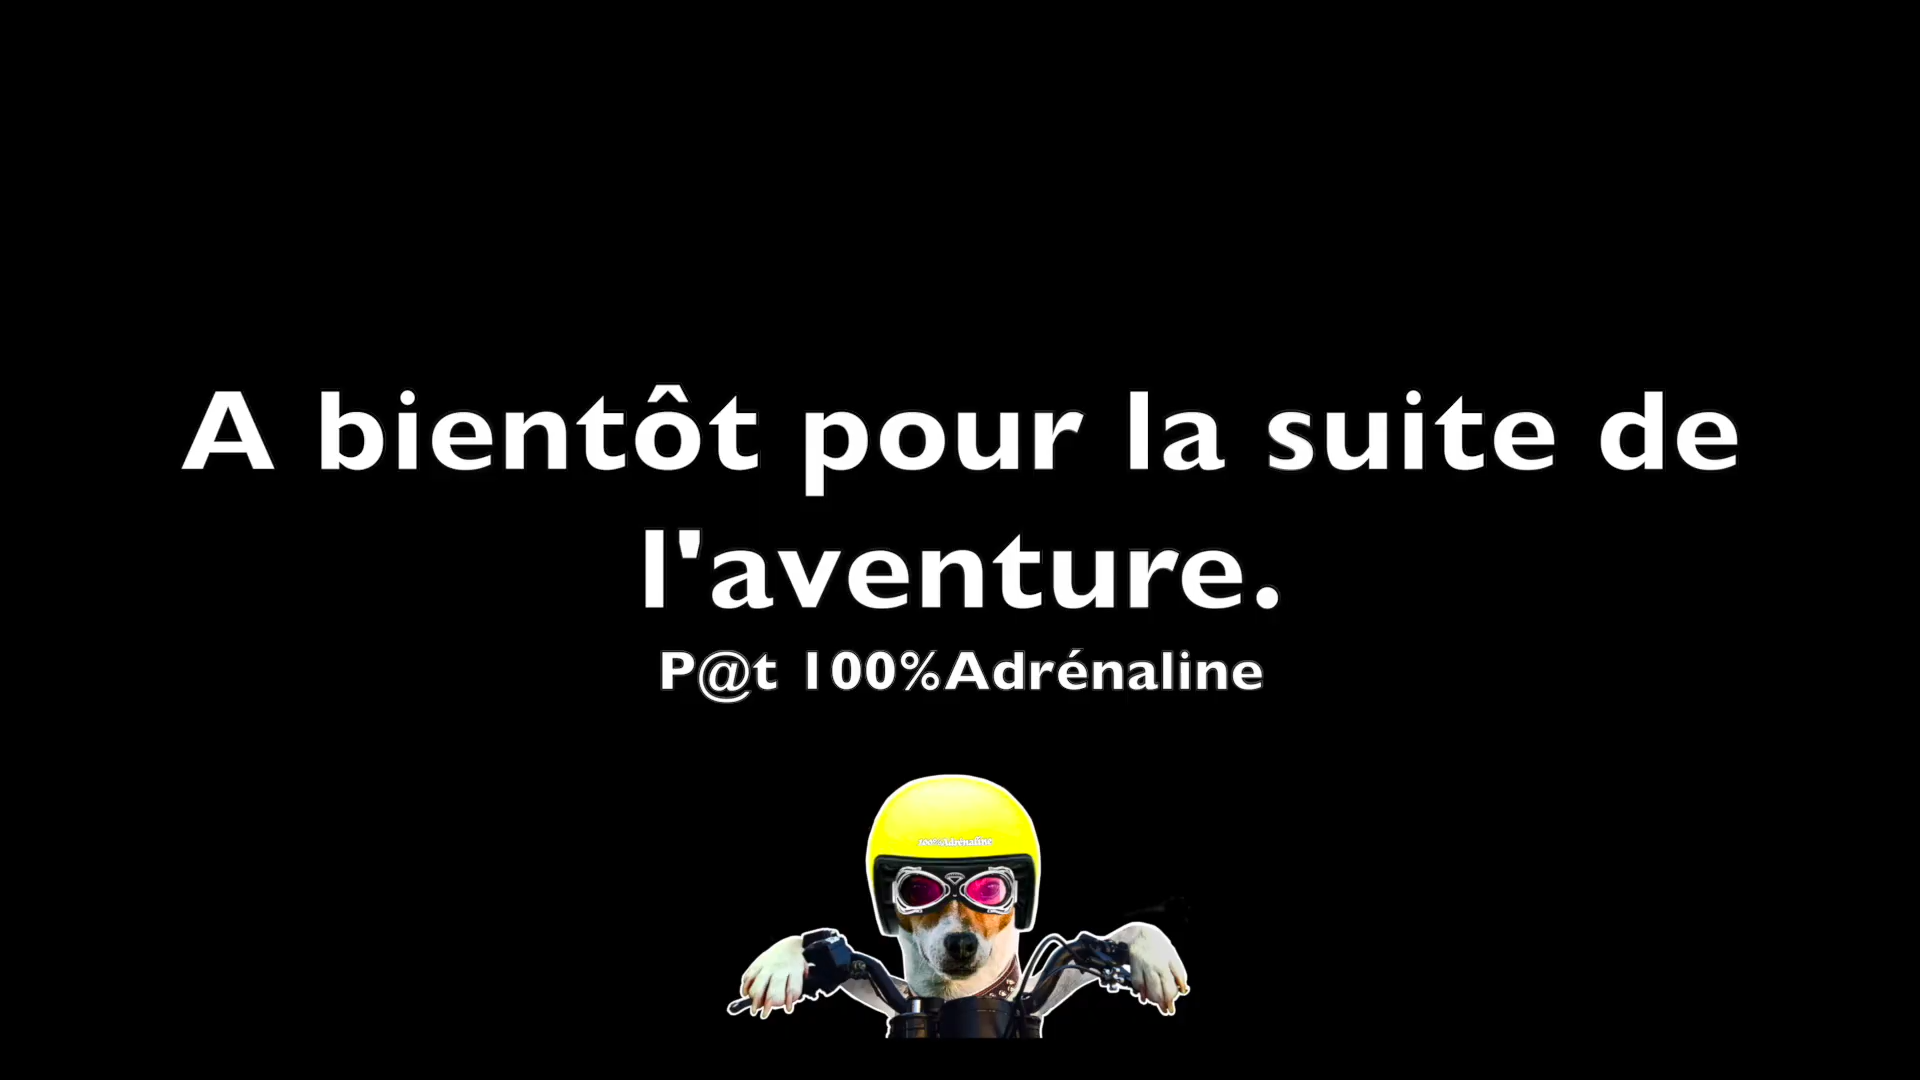 A bientôt pour la suite de
l'aventure.
P@t 100%Adrénaline
100%Adrénaline